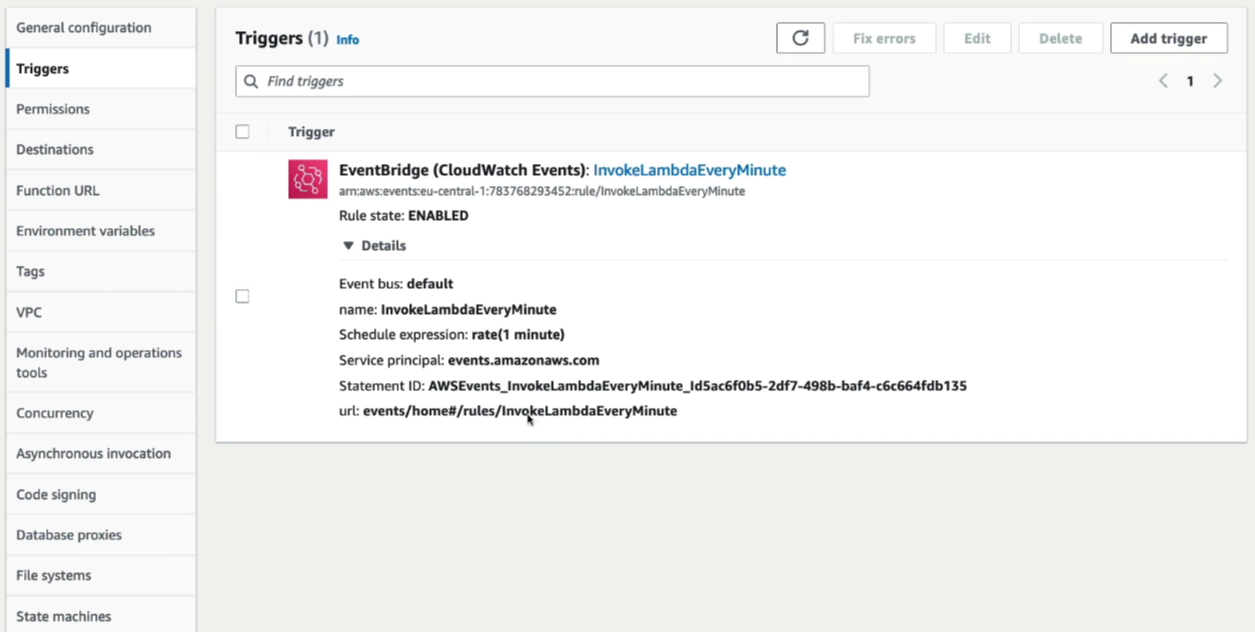 General configuration
Triggers
Permissions
Destinations
Function URL
Environment variables
Tags
VPC
Monitoring and operations
tools
Concurrency
Asynchronous invocation
Code signing
Database proxies
File systems
State machines
Triggers (1) Info
Fix errors
Edit
Delete
Add trigger
Find triggers
1
Trigger
EventBridge (CloudWatch Events): InvokeLambdaEveryMinute
arn:aws:events:eu-central-1:783768293452:rule/InvokeLambdaEveryMinute
Rule state: ENABLED
Details
Event bus: default
name: InvokeLambdaEveryMinute
Schedule expression: rate(1 minute)
Service principal: events.amazonaws.com
Statement ID: AWSEvents_InvokeLambdaEveryMinute_Id5ac6f0b5-2df7-498b-baf4-c6c664fdb135
url: events/home#/rules/InvokeLambdaEveryMinute